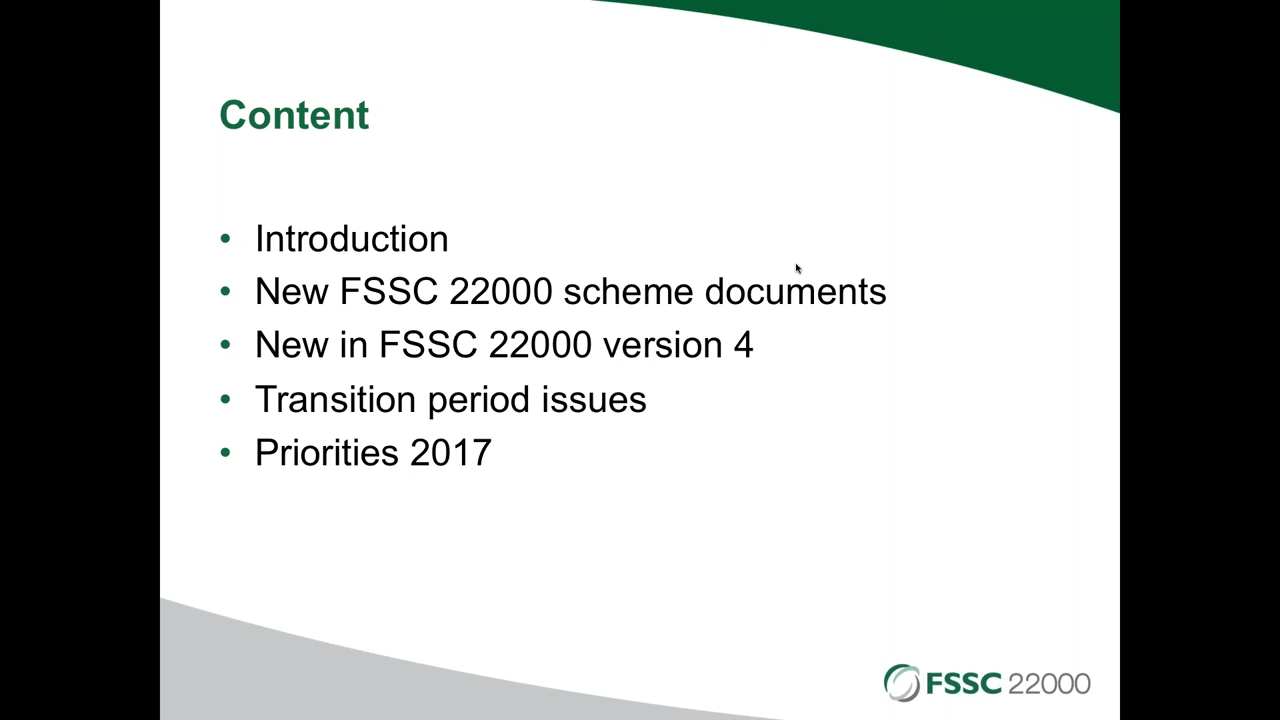 Content
• Introduction
• New FSSC 22000 scheme documents
• New in FSSC 22000 version 4
• Transition period issues
• Priorities 2017
FSSC 22000